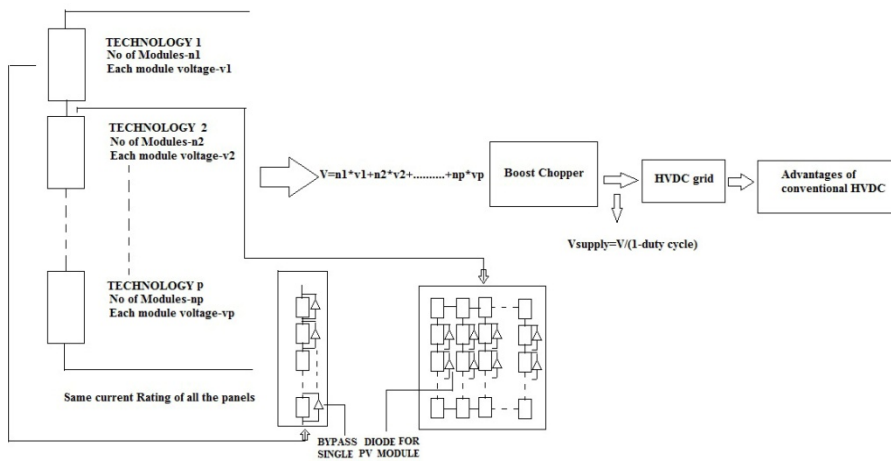 TECHNOLOGY 1
No of Modules-n1
Each module voltage-v1
TECHNOLOGY 2
No of Modules-n2
Each module voltage-v2
V=n1*v1+n2*v2+..........+np*vp
Boost Chopper
HVDC grid
Advantages of
conventional HVDC
Vsupply=V/(1-duty cycle)
TECHNOLOGY p
No of Modules-np
Each module voltage-vp
Same current Rating of all the panels
BYPASS DIODE FOR
SINGLE PV MODULE